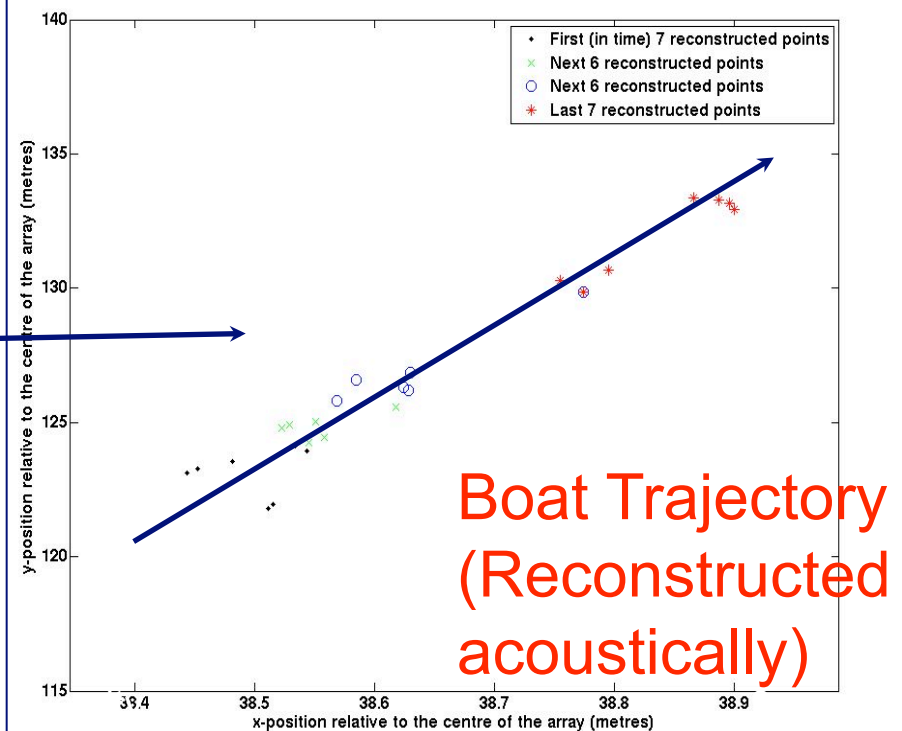 140
135
130
125
120
115
y-position relative to the centre of the array (metres)
First (in time) 7 reconstructed points
Next 6 reconstructed points
Next 6 reconstructed points
Last 7 reconstructed points
Boat Trajectory
(Reconstructed
acoustically)
38.5 38.6 38.7 38.8 38.9
x-position relative to the centre of the array (metres)